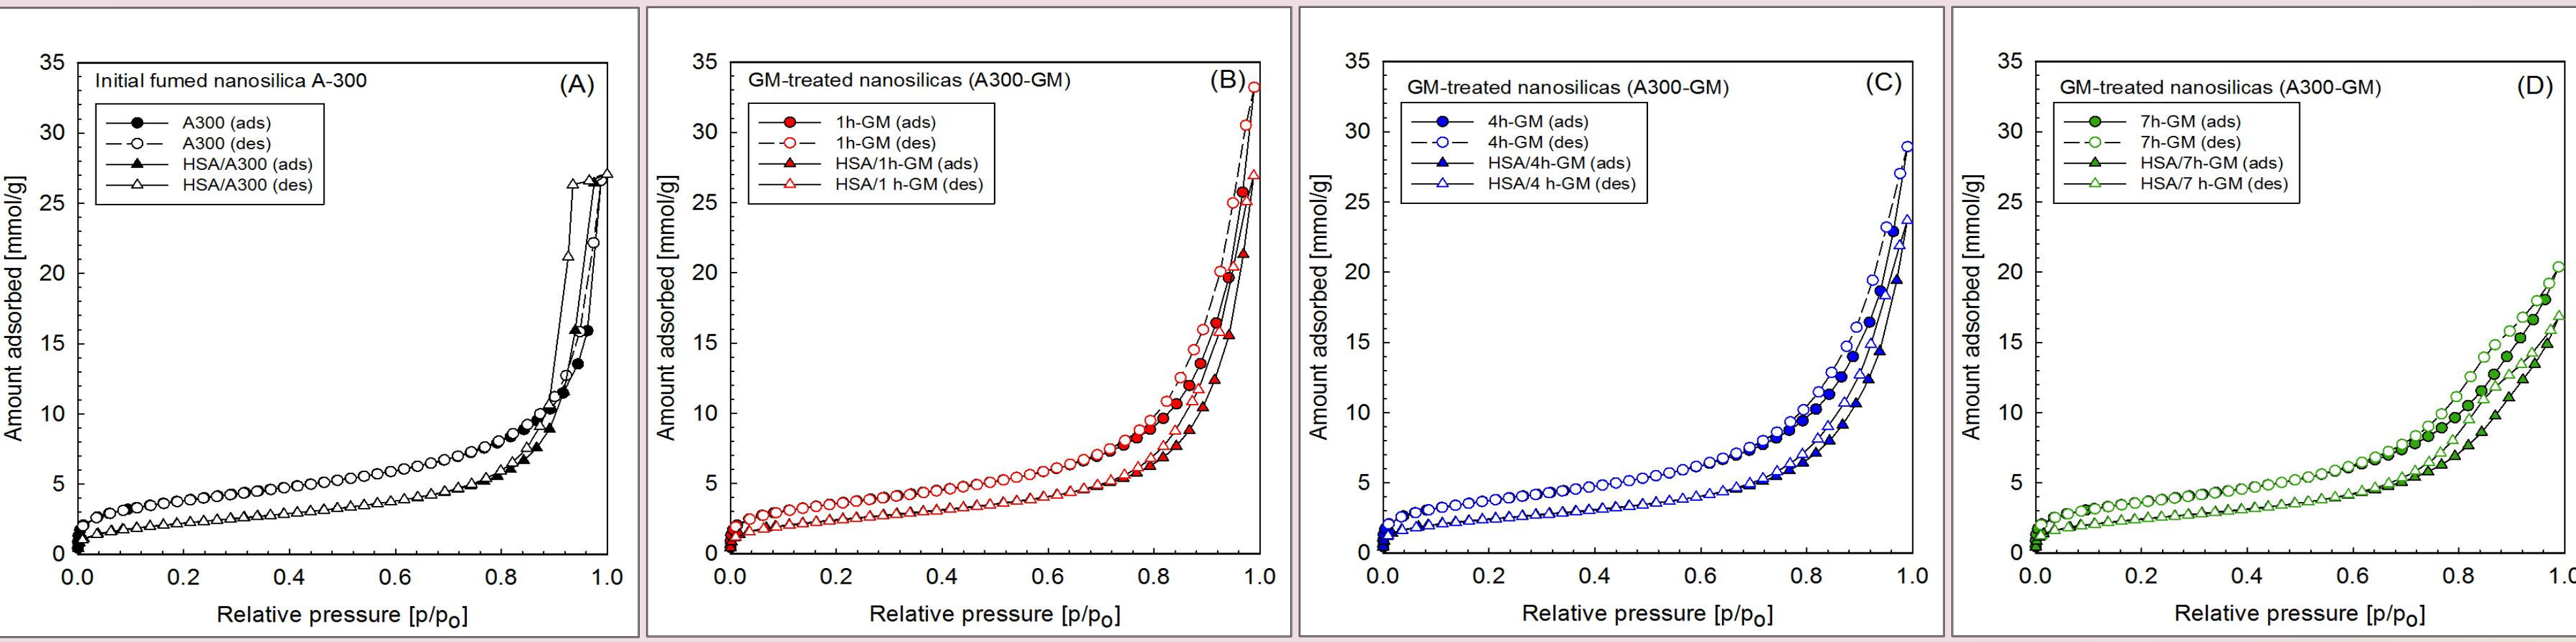 Initial fumed nanosilica A-300
(A)
A300 (ads)
A300 (des)
HSA/A300 (ads)
HSA/A300 (des)
Amount adsorbed [mmol/g]
35
30
25
20
15
10
5
0
0.0 0.2 0.4 0.6 0.8 1.0
Relative pressure [p/po]
GM-treated nanosilicas (A300-GM)
(B)
1h-GM (ads)
1h-GM (des)
HSA/1h-GM (ads)
HSA/1 h-GM (des)
Amount adsorbed [mmol/g]
35
30
25
20
15
10
5
0
0.0 0.2 0.4 0.6 0.8 1.0
Relative pressure [p/po]
GM-treated nanosilicas (A300-GM)
(C)
4h-GM (ads)
4h-GM (des)
HSA/4h-GM (ads)
HSA/4 h-GM (des)
Amount adsorbed [mmol/g]
35
30
25
20
15
10
5
0
0.0 0.2 0.4 0.6 0.8 1.0
Relative pressure [p/po]
GM-treated nanosilicas (A300-GM)
(D)
7h-GM (ads)
7h-GM (des)
HSA/7h-GM (ads)
HSA/7 h-GM (des)
Amount adsorbed [mmol/g]
35
30
25
20
15
10
5
0
0.0 0.2 0.4 0.6 0.8 1.0
Relative pressure [p/po]